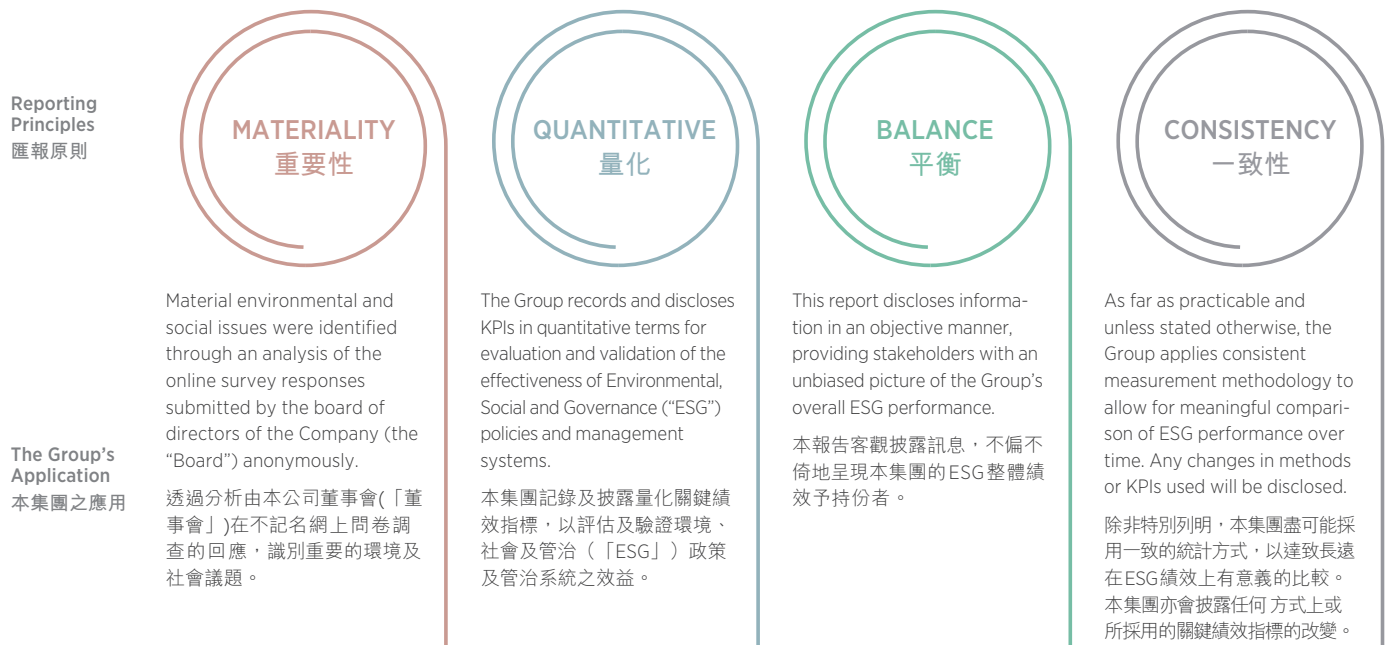 Reporting
Principles
匯報原則
MATERIALITY
重要性
QUANTITATIVE
量化
BALANCE
平衡
CONSISTENCY
一致性
The Group's
Application
本集團之應用
Material environmental and
social issues were identified
through an analysis of the
online survey responses
submitted by the board of
directors of the Company (the
“Board”) anonymously.
透過分析由本公司董事會(「董
事會」)在不記名網上問卷調
查的回應，識別重要的環境及
社會議題。
The Group records and discloses
KPIs in quantitative terms for
evaluation and validation of the
effectiveness of Environmental,
Social and Governance (“ESG”)
policies and management
systems.
本集團記錄及披露量化關鍵績
效指標，以評估及驗證環境、
社會及管治（「ESG」）政策
及管治系統之效益。
This report discloses informa-
tion in an objective manner,
providing stakeholders with an
unbiased picture of the Group’s
overall ESG performance.
本報告客觀披露訊息，不偏不
倚地呈現本集團的ESG整體績
效予持份者。
As far as practicable and
unless stated otherwise, the
Group applies consistent
measurement methodology to
allow for meaningful compari-
son of ESG performance over
time. Any changes in methods
or KPIs used will be disclosed.
除非特別列明，本集團盡可能採
用一致的統計方式，以達致長遠
在ESG績效上有意義的比較。
本集團亦會披露任何 方式上或
所採用的關鍵績效指標的改變。